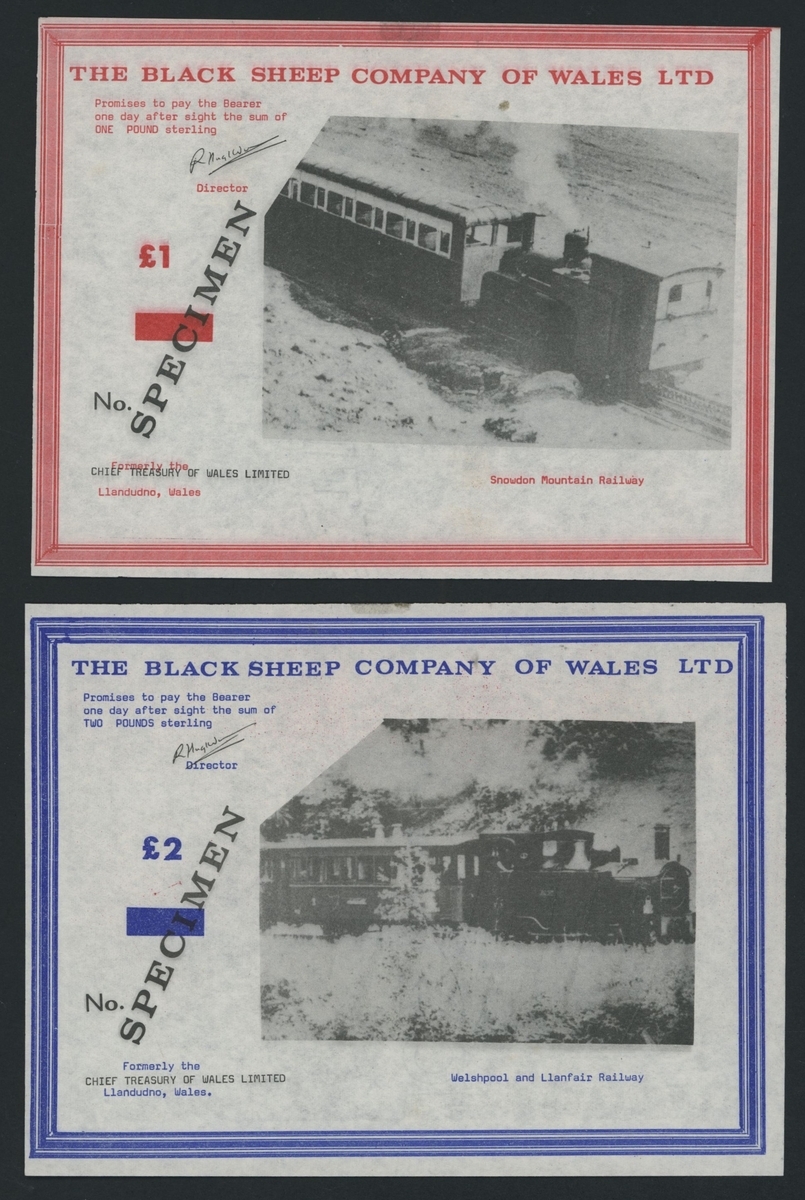 THE BLACK SHEEP COMPANY OF WALES LTD
Promises to pay the Bearer
one day after sight the sum of
ONE POUND sterling
Director
£1
SPECIMEN
No.
Formerly the
CHIEF TREASURY OF WALES LIMITED
Llandudno, Wales
Snowdon Mountain Railway
THE BLACK SHEEP COMPANY OF WALES LTD
Promises to pay the Bearer
one day after sight the sum of
TWO POUNDS sterling
Director
£2
SPECIMEN
No.
Formerly the
CHIEF TREASURY OF WALES LIMITED
Llandudno, Wales.
Welshpool and Llanfair Railway